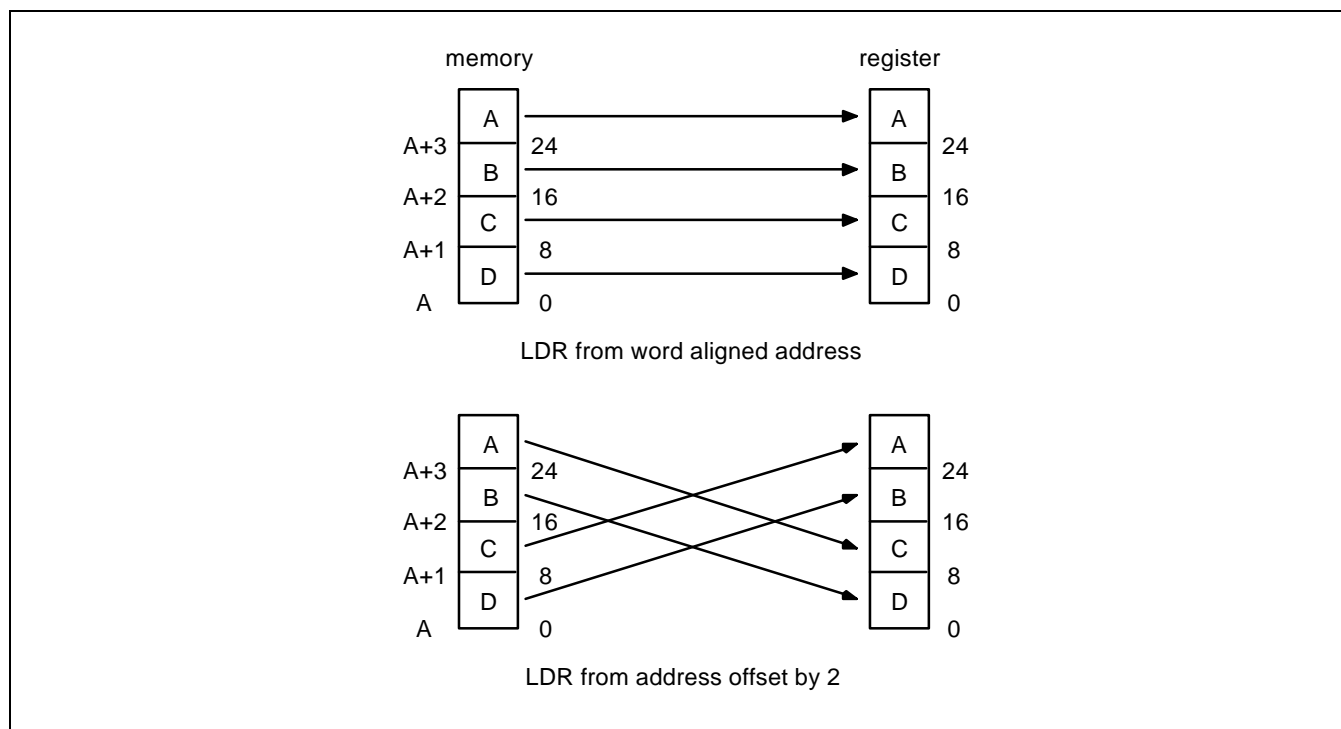 memory register
A A
A+3 24 24
B B
A+2 16 16
C C
A+1 8 8
D D
A 0 0
LDR from word aligned address
A A
A+3 24 24
B B
A+2 16 16
C C
A+1 8 8
D D
A 0 0
LDR from address offset by 2